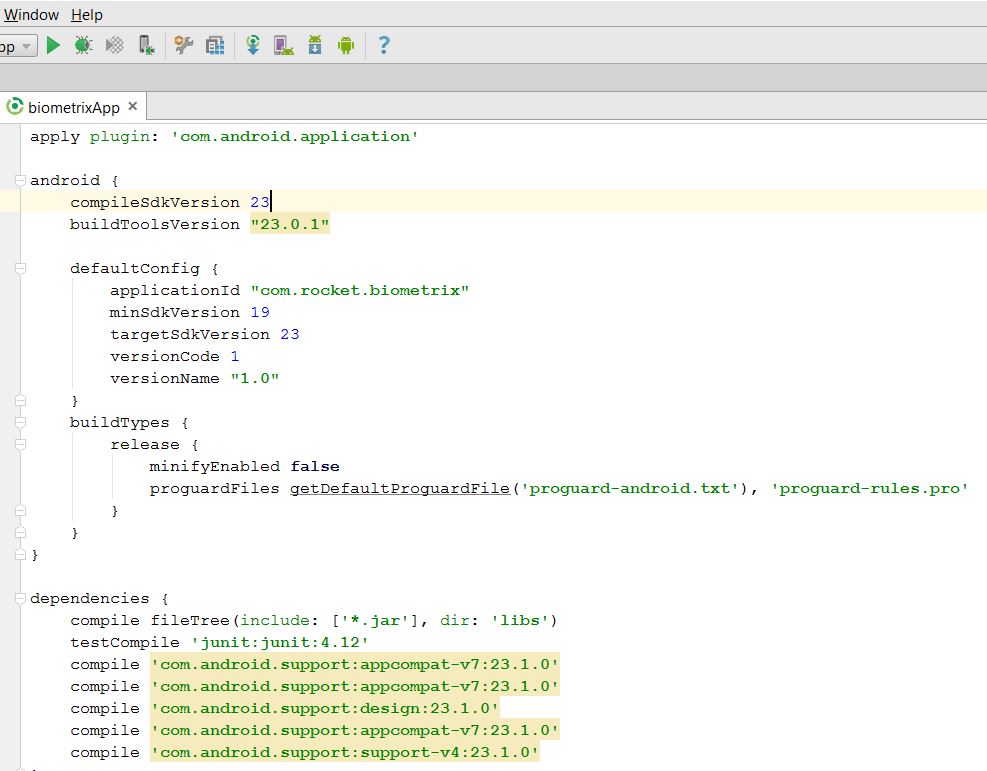 Window Help
pp
biometrixApp
apply plugin: 'com.android.application'
android {
compileSdkVersion 23
buildToolsVersion "23.0.1"
defaultConfig {
applicationId "com.rocket.biometrix"
minSdkVersion 19
targetSdkVersion 23
versionCode 1
versionName "1.0"
}
buildTypes {
release {
minifyEnabled false
proguardFiles getDefaultProguardFile('proguard-android.txt'), 'proguard-rules.pro'
}
}
}
dependencies {
compile fileTree(include: ['*.jar'], dir: 'libs')
testCompile 'junit:junit:4.12'
compile 'com.android.support:appcompat-v7:23.1.0'
compile 'com.android.support:appcompat-v7:23.1.0'
compile 'com.android.support:design:23.1.0'
compile 'com.android.support:appcompat-v7:23.1.0'
compile 'com.android.support:support-v4:23.1.0'